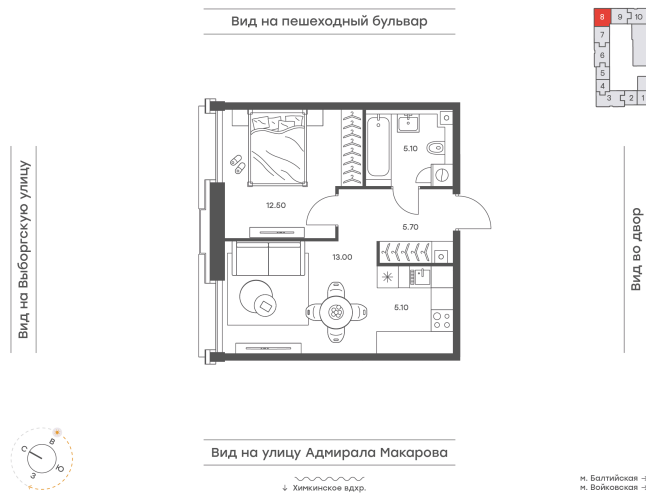 Вид на пешеходный бульвар
8 9 10
7
6
5
4
3 2 1
Вид на Выборгскую улицу
5.10
12.50
5.70
13.00
5.10
Вид во двор
С В
З Ю
Вид на улицу Адмирала Макарова
↓ Химкинское вдхр.
м. Балтийская
м. Войковская